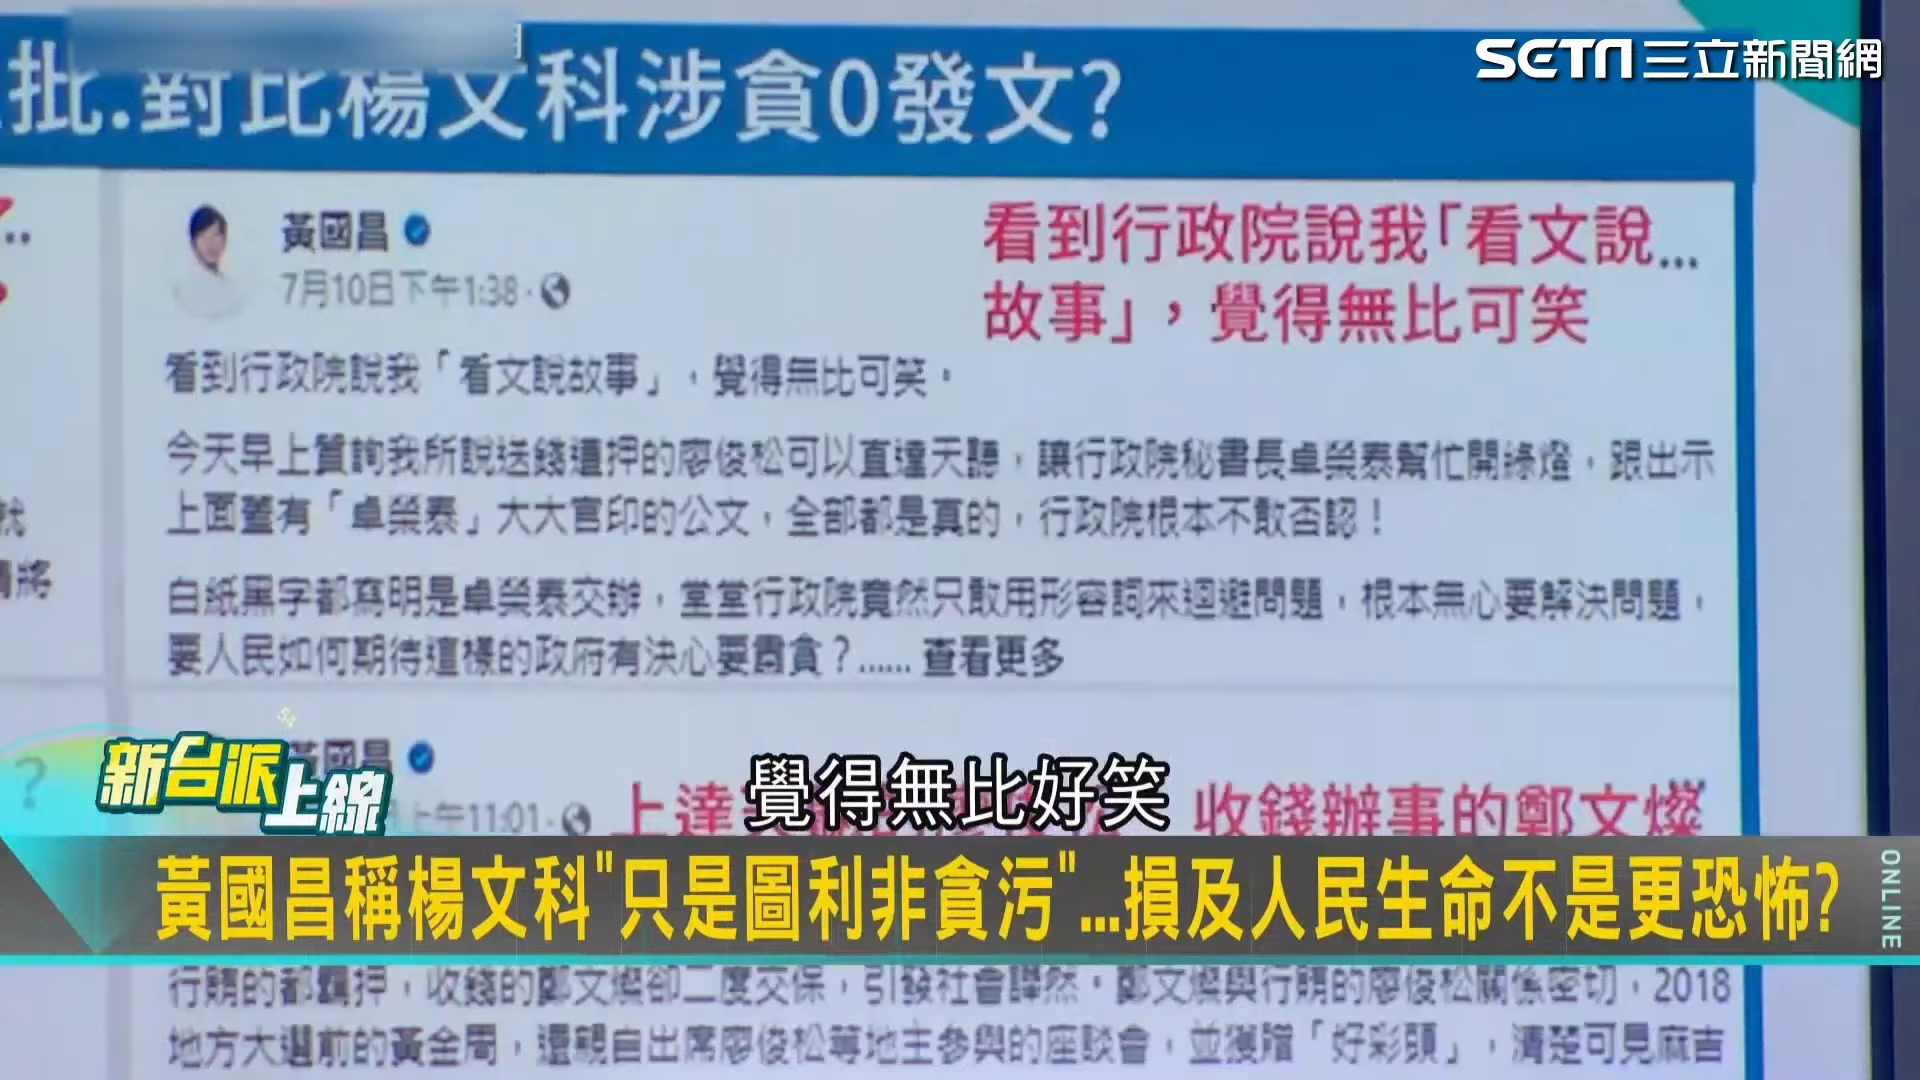 SETN三立新聞網
批.對比楊文科涉貪0發文?
黃國昌
7月10日下午1:38
看到行政院說我「看文說...
故事」,覺得無比可笑
看到行政院說我「看文說故事」,覺得無比可笑。
今天早上質詢我所說送錢遭押的廖俊松可以直達天聽,讓行政院秘書長卓榮泰幫忙開綠燈,跟出示
上面蓋有「卓榮泰」大大官印的公文,全部都是真的,行政院根本不敢否認!
白紙黑字都寫明是卓榮泰交辦,堂堂行政院竟然只敢用形容詞來迴避問題,根本無心要解決問題,
要人民如何期待這樣的政府有決心要肅貪?...... 查看更多
將
?
新台派上線
黃國昌
上午11:01
上達
收錢辦事的鄭文燦
覺得無比好笑
黃國昌稱楊文科"只是圖利非貪污"...損及人民生命不是更恐怖?
ONLINE
行賄的都羈押,收錢的鄭文燦卻二度交保,引發社會譁然。鄭文燦與行賄的廖俊松關係密切,2018
地方大選前的黃金周,還親自出席廖俊松等地主參與的座談會,並獲贈「好彩頭」,清楚可見麻吉